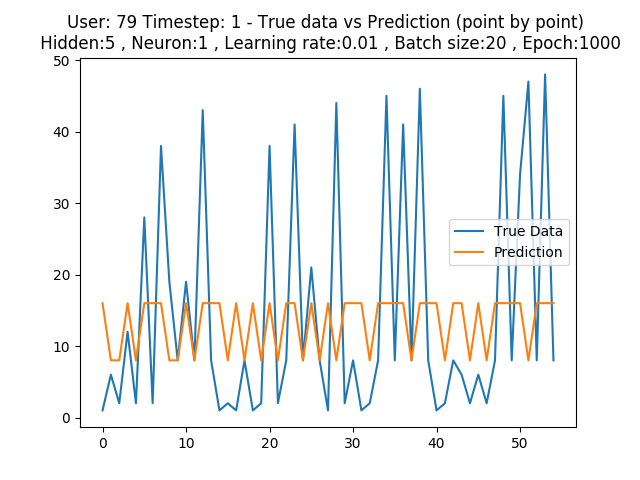 User: 79 Timestep: 1 - True data vs Prediction (point by point)
Hidden:5 , Neuron:1 , Learning rate:0.01 , Batch size:20 , Epoch:1000
50
40
30
20
10
0
True Data
Prediction
0 10 20 30 40 50